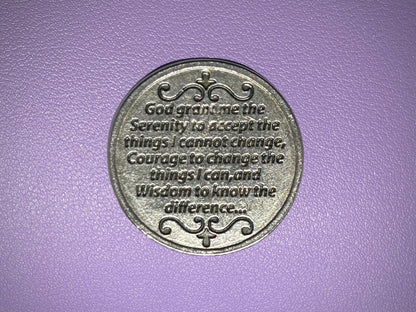 God grant me the
Serenity to accept the
things I cannot change,
Courage to change the
things I can,and
Wisdom to know the
difference...